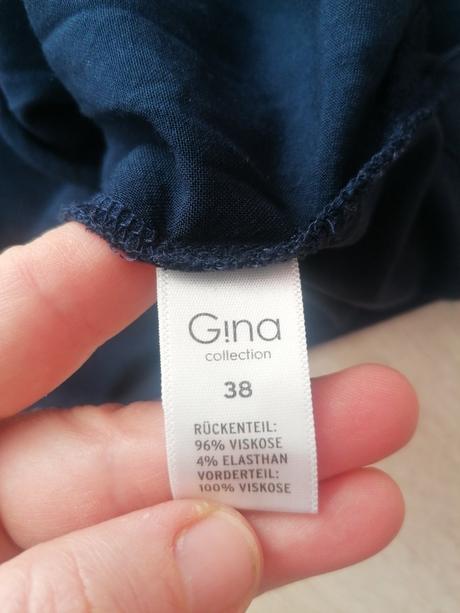 G!na
collection
38
RÜCKENTEIL:
96% VISKOSE
4% ELASTHAN
VORDERTEIL:
100% VISKOSE